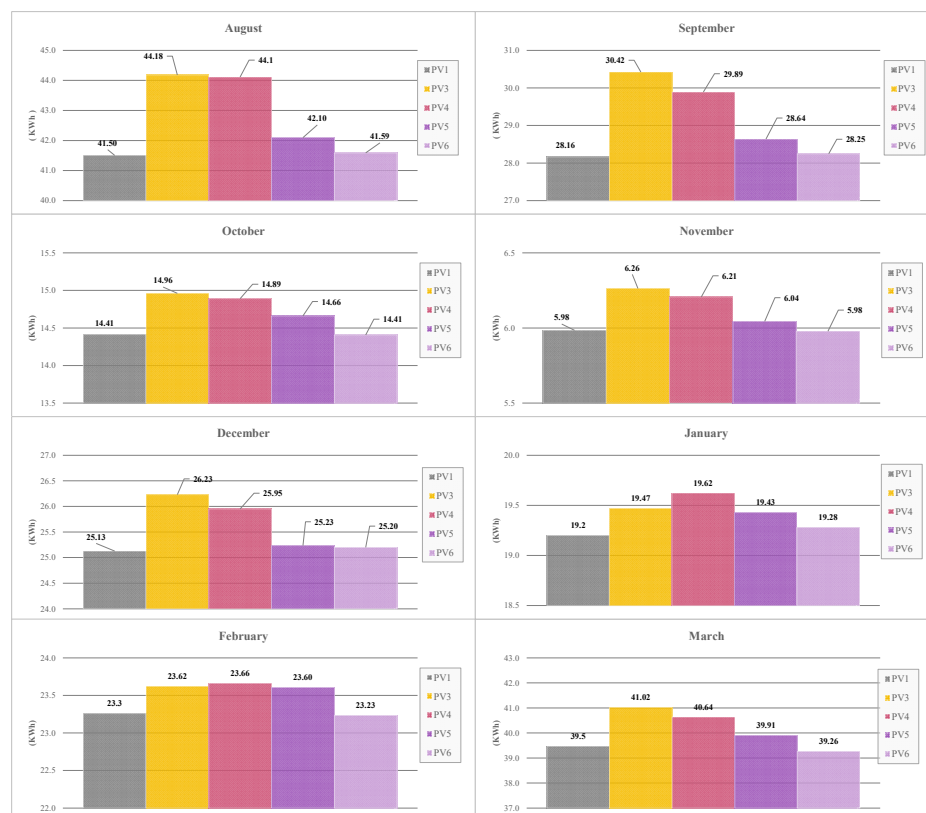 August
45.0
44.0
43.0
42.0
41.0
40.0
( KWh )
41.50
44.18
44.1
42.10
41.59
PV1
PV3
PV4
PV5
PV6
September
31.0
30.0
29.0
28.0
27.0
( KWh)
28.16
30.42
29.89
28.64
28.25
PV1
PV3
PV4
PV5
PV6
October
15.5
15.0
14.5
14.0
13.5
(KWh)
14.41
14.96
14.89
14.66
14.41
PV1
PV3
PV4
PV5
PV6
November
6.5
6.0
5.5
(KWh)
5.98
6.26
6.21
6.04
5.98
PV1
PV3
PV4
PV5
PV6
December
27.0
26.0
25.0
24.5
24.0
(KWh)
25.13
26.23
25.95
25.23
25.20
PV1
PV3
PV4
PV5
PV6
January
20.0
19.5
19.0
18.5
(KWh)
19.2
19.47
19.62
19.43
19.28
PV1
PV3
PV4
PV5
PV6
February
24.0
23.5
23.0
22.5
22.0
(KWh)
23.3
23.62
23.66
23.60
23.23
PV1
PV3
PV4
PV5
PV6
March
43.0
42.0
41.0
40.0
39.0
38.0
37.0
(KWh)
39.5
41.02
40.64
39.91
39.26
PV1
PV3
PV4
PV5
PV6